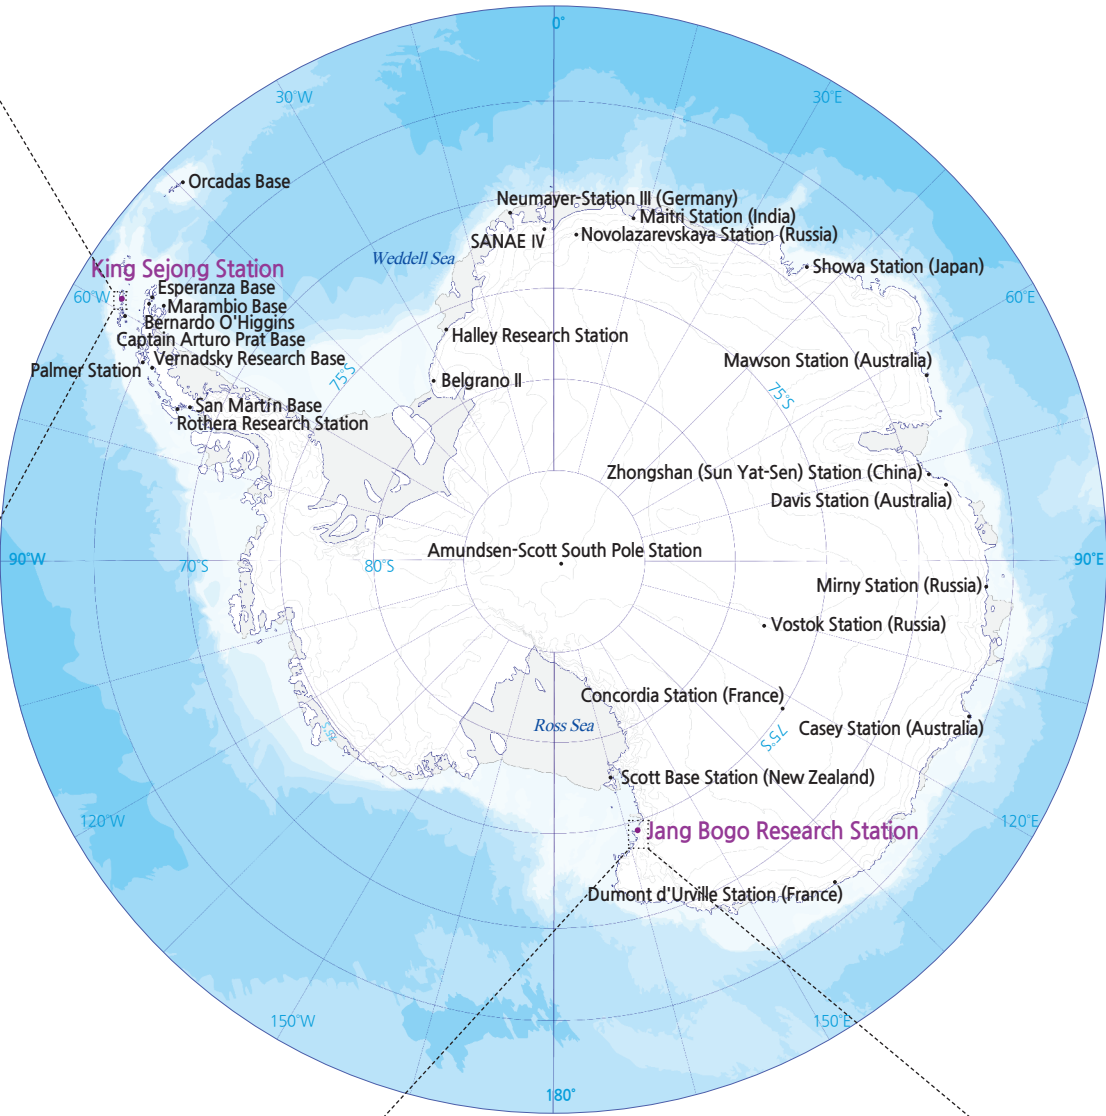 0°
30°W
30°E
Orcadas Base
Neumayer-Station III (Germany)
Maitri Station (India)
SANAE IV
Novolazarevskaya Station (Russia)
Weddell Sea
King Sejong Station
Showa Station (Japan)
60°W
Esperanza Base
60°E
Marambio Base
Bernardo O'Higgins
Captain Arturo Prat Base
Halley Research Station
Vernadsky Research Base
Mawson Station (Australia)
Palmer Station
75°S
Belgrano II
75°S
San Martín Base
Rothera Research Station
Zhongshan (Sun Yat-Sen) Station (China)
Davis Station (Australia)
Amundsen-Scott South Pole Station
90°W
70°S
80°S
90°E
Mirny Station (Russia)
Vostok Station (Russia)
Concordia Station (France)
Ross Sea
75°S
Casey Station (Australia)
Scott Base Station (New Zealand)
120°W
Jang Bogo Research Station
120°E
Dumont d'Urville Station (France)
150°W
150°E
180°